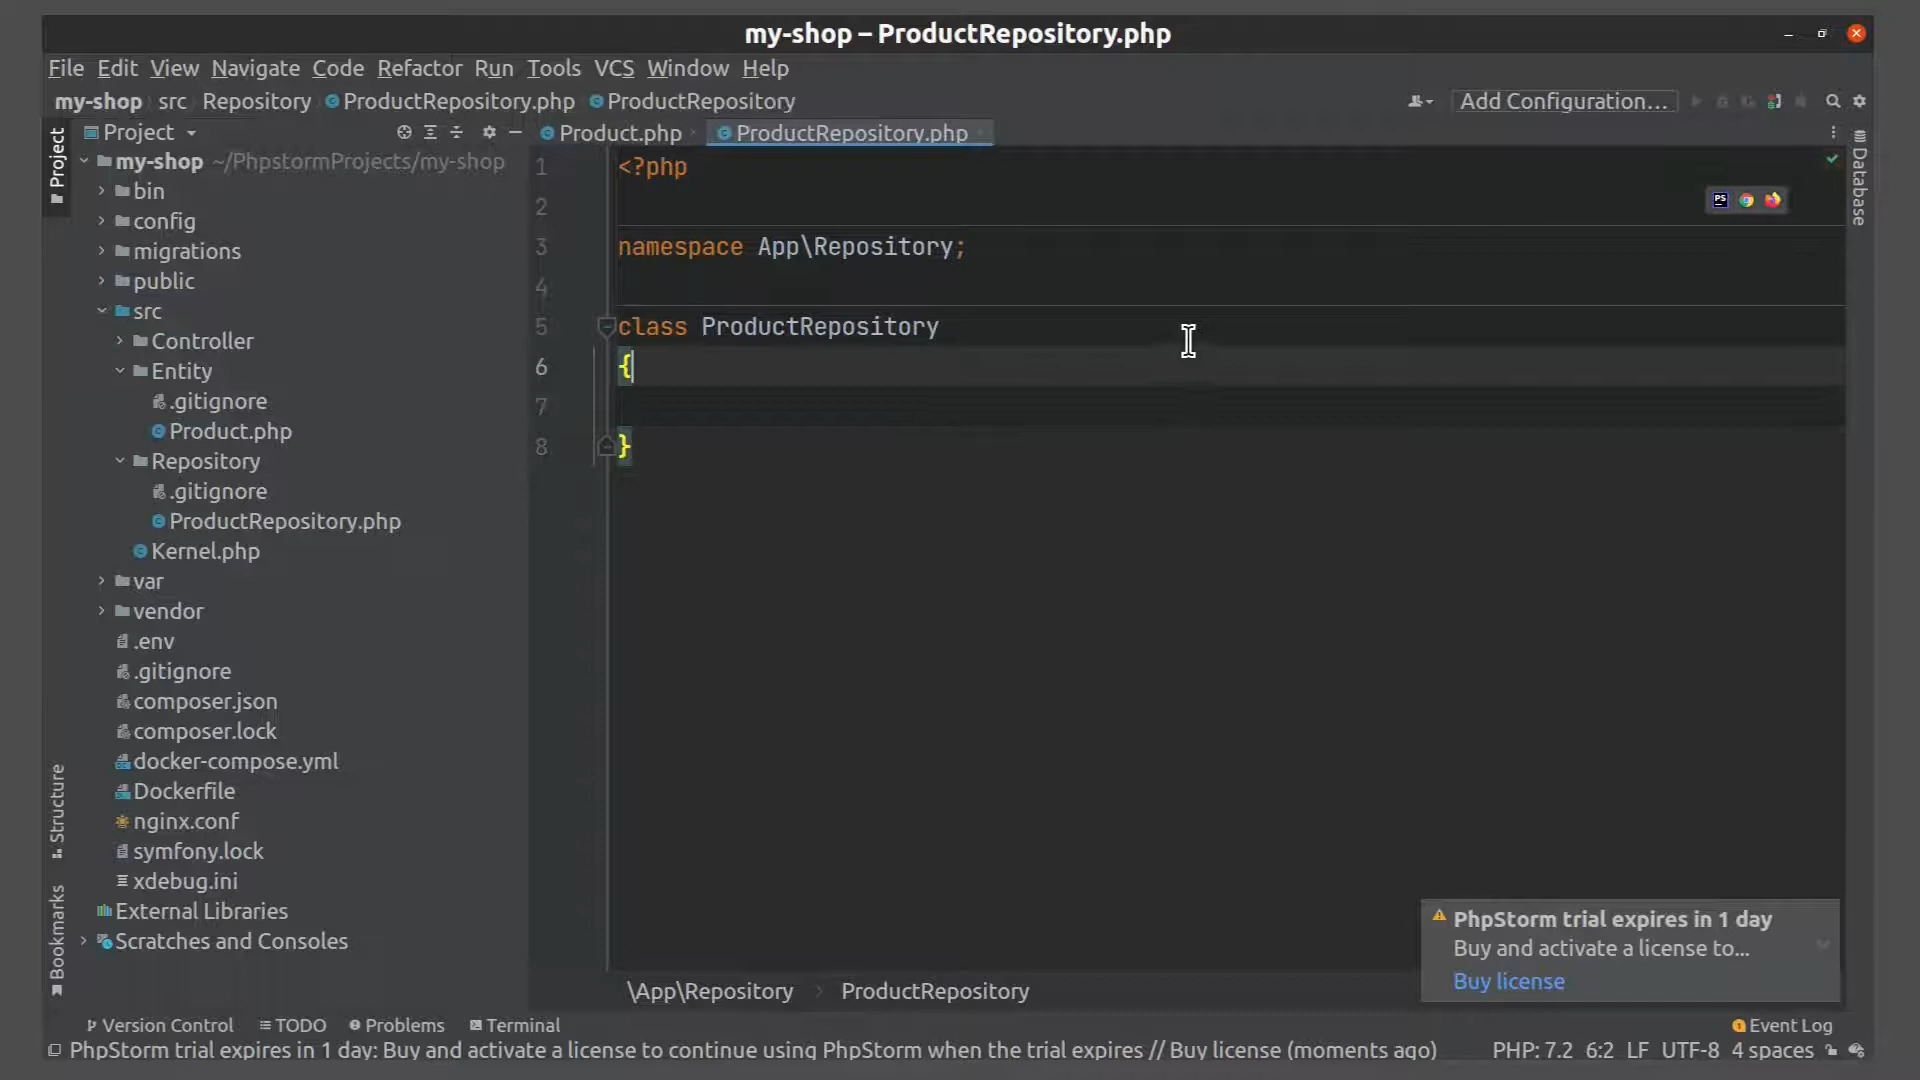 my-shop – ProductRepository.php
File Edit View Navigate Code Refactor Run Tools VCS Window Help
my-shop src Repository ProductRepository.php ProductRepository
Add Configuration...
Project
Project
Product.php
ProductRepository.php
my-shop ~/PhpstormProjects/my-shop
bin
config
migrations
public
src
Controller
Entity
.gitignore
Product.php
Repository
.gitignore
ProductRepository.php
Kernel.php
var
vendor
.env
.gitignore
composer.json
composer.lock
docker-compose.yml
Dockerfile
nginx.conf
symfony.lock
xdebug.ini
External Libraries
Scratches and Consoles
Structure
Bookmarks
1 <?php
2
3 namespace App\Repository;
4
5 class ProductRepository
6 {
7
8 }
PS
Database
PhpStorm trial expires in 1 day
Buy and activate a license to...
Buy license
\App\Repository > ProductRepository
Version Control TODO Problems Terminal
1 Event Log
PhpStorm trial expires in 1 day: Buy and activate a license to continue using PhpStorm when the trial expires // Buy license (moments ago)
PHP: 7.2 6:2 LF UTF-8 4 spaces